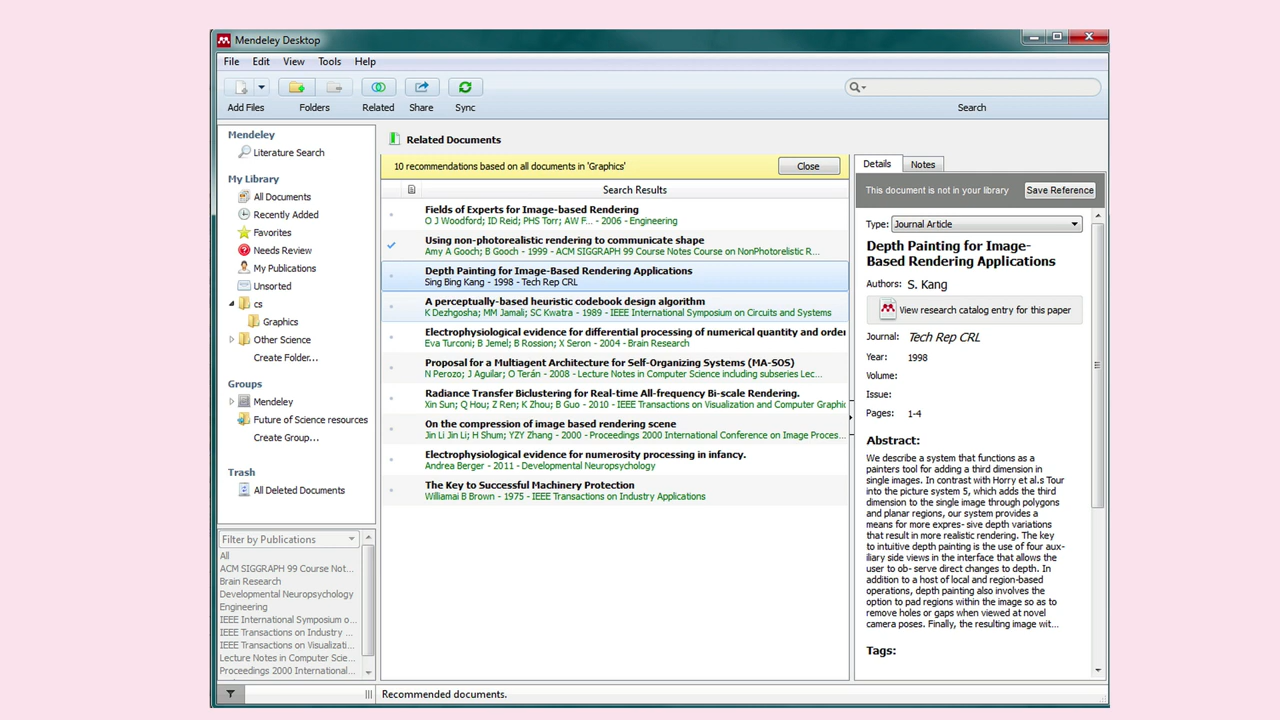 Mendeley Desktop
File Edit View Tools Help
Add Files Folders Related Share Sync Search
Mendeley
Literature Search
My Library
All Documents
Recently Added
Favorites
Needs Review
My Publications
Unsorted
cs
Graphics
Other Science
Create Folder...
Groups
Mendeley
Future of Science resources
Create Group...
Trash
All Deleted Documents
Filter by Publications
All
ACM SIGGRAPH 99 Course Not...
Brain Research
Developmental Neuropsychology
Engineering
IEEE International Symposium o...
IEEE Transactions on Industry ...
IEEE Transactions on Visualizati...
Lecture Notes in Computer Scie...
Proceedings 2000 International...
Related Documents
10 recommendations based on all documents in 'Graphics'
Close
Search Results
Fields of Experts for Image-based Rendering
O J Woodford; ID Reid; PHS Torr; AW F... - 2006 - Engineering
Using non-photorealistic rendering to communicate shape
Amy A Gooch; B Gooch - 1999 - ACM SIGGRAPH 99 Course Notes Course on NonPhotorelistic R...
Depth Painting for Image-Based Rendering Applications
Sing Bing Kang - 1998 - Tech Rep CRL
A perceptually-based heuristic codebook design algorithm
K Dezhgosha; MM Jamali; SC Kwatra - 1989 - IEEE International Symposium on Circuits and Systems
Electrophysiological evidence for differential processing of numerical quantity and order
Eva Turconi; B Jemel; B Rossion; X Seron - 2004 - Brain Research
Proposal for a Multiagent Architecture for Self-Organizing Systems (MA-SOS)
N Perozo; J Aguilar; O Terán - 2008 - Lecture Notes in Computer Science including subseries Lec...
Radiance Transfer Biclustering for Real-time All-frequency Bi-scale Rendering.
Xin Sun; Q Hou; Z Ren; K Zhou; B Guo - 2010 - IEEE Transactions on Visualization and Computer Graphic
On the compression of image based rendering scene
Jin Li Jin Li; H Shum; YZY Zhang - 2000 - Proceedings 2000 International Conference on Image Proces...
Electrophysiological evidence for numerosity processing in infancy.
Andrea Berger - 2011 - Developmental Neuropsychology
The Key to Successful Machinery Protection
Williamai B Brown - 1975 - IEEE Transactions on Industry Applications
Recommended documents.
Details Notes
This document is not in your library Save Reference
Type: Journal Article
Depth Painting for Image-
Based Rendering Applications
Authors: S. Kang
View research catalog entry for this paper
Journal: Tech Rep CRL
Year: 1998
Volume:
Issue:
Pages: 1-4
Abstract:
We describe a system that functions as a
painters tool for adding a third dimension in
single images. In contrast with Horry et al.s Tour
into the picture system 5, which adds the third
dimension to the single image through polygons
and planar regions, our system provides a
means for more expres- sive depth variations
that result in more realistic rendering. The key
to intuitive depth painting is the use of four aux-
iliary side views in the interface that allows the
user to ob- serve direct changes to depth. In
addition to a host of local and region-based
operations, depth painting also involves the
option to pad regions within the image so as to
remove holes or gaps when viewed at novel
camera poses. Finally, the resulting image wit...
Tags: